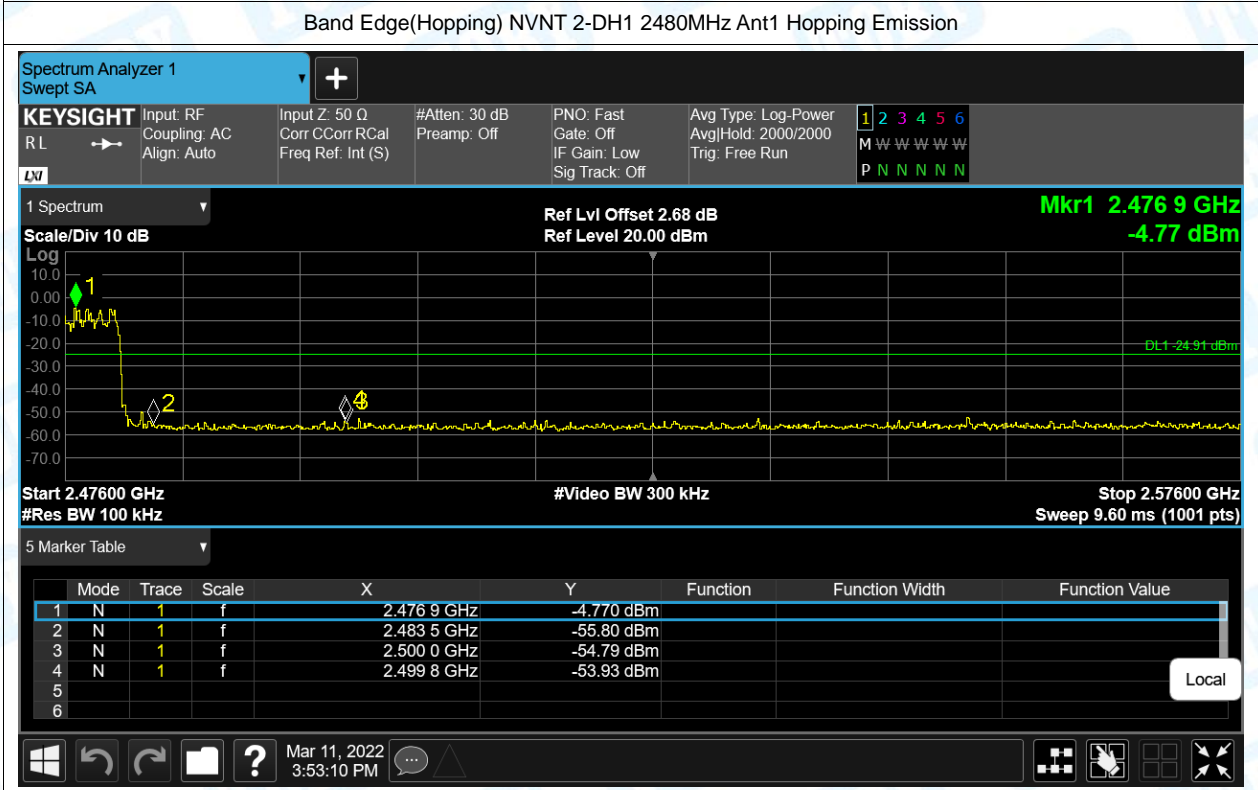 Band Edge(Hopping) NVNT 2-DH1 2480MHz Ant1 Hopping Emission
Spectrum Analyzer 1
Swept SA
+
KEYSIGHT
RL
LXI
Input: RF
Coupling: AC
Align: Auto
Input Z: 50 Ω
Corr CCorr RCal
Freq Ref: Int (S)
#Atten: 30 dB
Preamp: Off
PNO: Fast
Gate: Off
IF Gain: Low
Sig Track: Off
Avg Type: Log-Power
Avg|Hold: 2000/2000
Trig: Free Run
1 2 3 4 5 6
M W W W W W
P N N N N N
1 Spectrum
Scale/Div 10 dB
Ref Lvl Offset 2.68 dB
Ref Level 20.00 dBm
Mkr1 2.476 9 GHz
-4.77 dBm
Log
10.0
0.00
-10.0
-20.0
-30.0
-40.0
-50.0
-60.0
-70.0
1
2
4
DL1 -24.91 dBm
Start 2.47600 GHz
#Res BW 100 kHz
#Video BW 300 kHz
Stop 2.57600 GHz
Sweep 9.60 ms (1001 pts)
5 Marker Table
Mode Trace Scale X Y Function Function Width Function Value
1 N 1 f 2.476 9 GHz -4.770 dBm
2 N 1 f 2.483 5 GHz -55.80 dBm
3 N 1 f 2.500 0 GHz -54.79 dBm
4 N 1 f 2.499 8 GHz -53.93 dBm
5
6
Local
?
Mar 11, 2022
3:53:10 PM